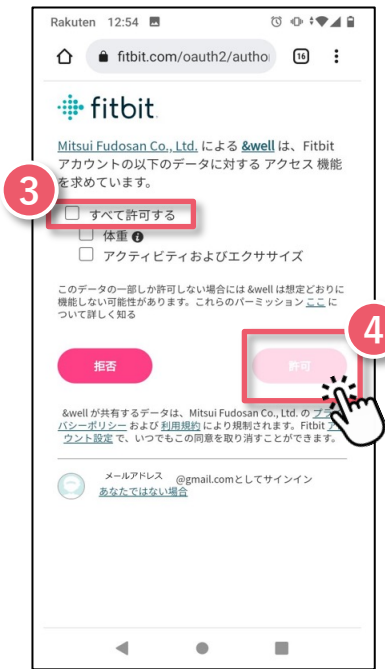 Rakuten 12:54
fitbit.com/oauth2/autho 16
fitbit
Mitsui Fudosan Co., Ltd. による &well は、Fitbit
アカウントの以下のデータに対する アクセス 機能
を求めています。
3
すべて許可する
体重
アクティビティおよびエクササイズ
このデータの一部しか許可しない場合には &well は想定どおりに
機能しない可能性があります。これらのパーミッション ここ に
ついて詳しく知る
4
拒否 許可
&well が共有するデータは、Mitsui Fudosan Co., Ltd. の プラ
バシーポリシー および 利用規約 により規制されます。Fitbit ア
ウント設定 で、いつでもこの同意を取り消すことができます。
メールアドレス @gmail.comとしてサインイン
あなたではない場合